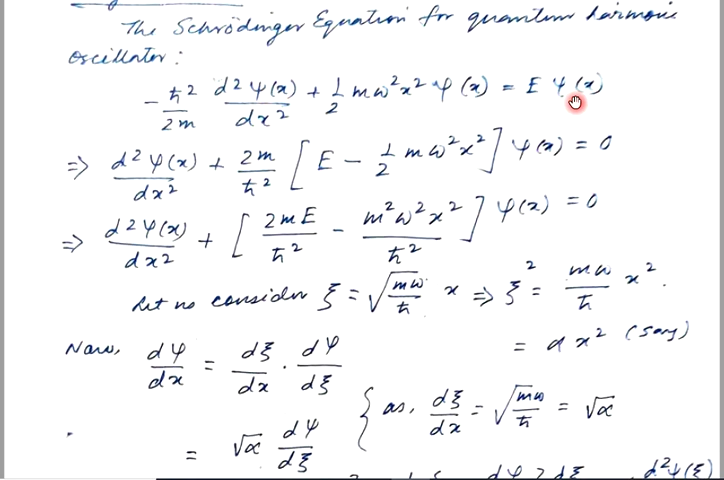 The Schrödinger Equation for quantum harmonic
oscillator:
- ħ²/2m d²ψ(x)/dx² + 1/2 mω²x² ψ(x) = E ψ(x)
=> d²ψ(x)/dx² + 2m/ħ² [E - 1/2 mω²x²] ψ(x) = 0
=> d²ψ(x)/dx² + [2mE/ħ² - m²ω²x²/ħ²] ψ(x) = 0
Let us consider ξ = √(mω/ħ) x => ξ² = mω/ħ x².
= αx² (say)
Now, dψ/dx = dξ/dx · dψ/dξ
= √α dψ/dξ { as, dξ/dx = √(mω/ħ) = √α
d²ψ(ξ)